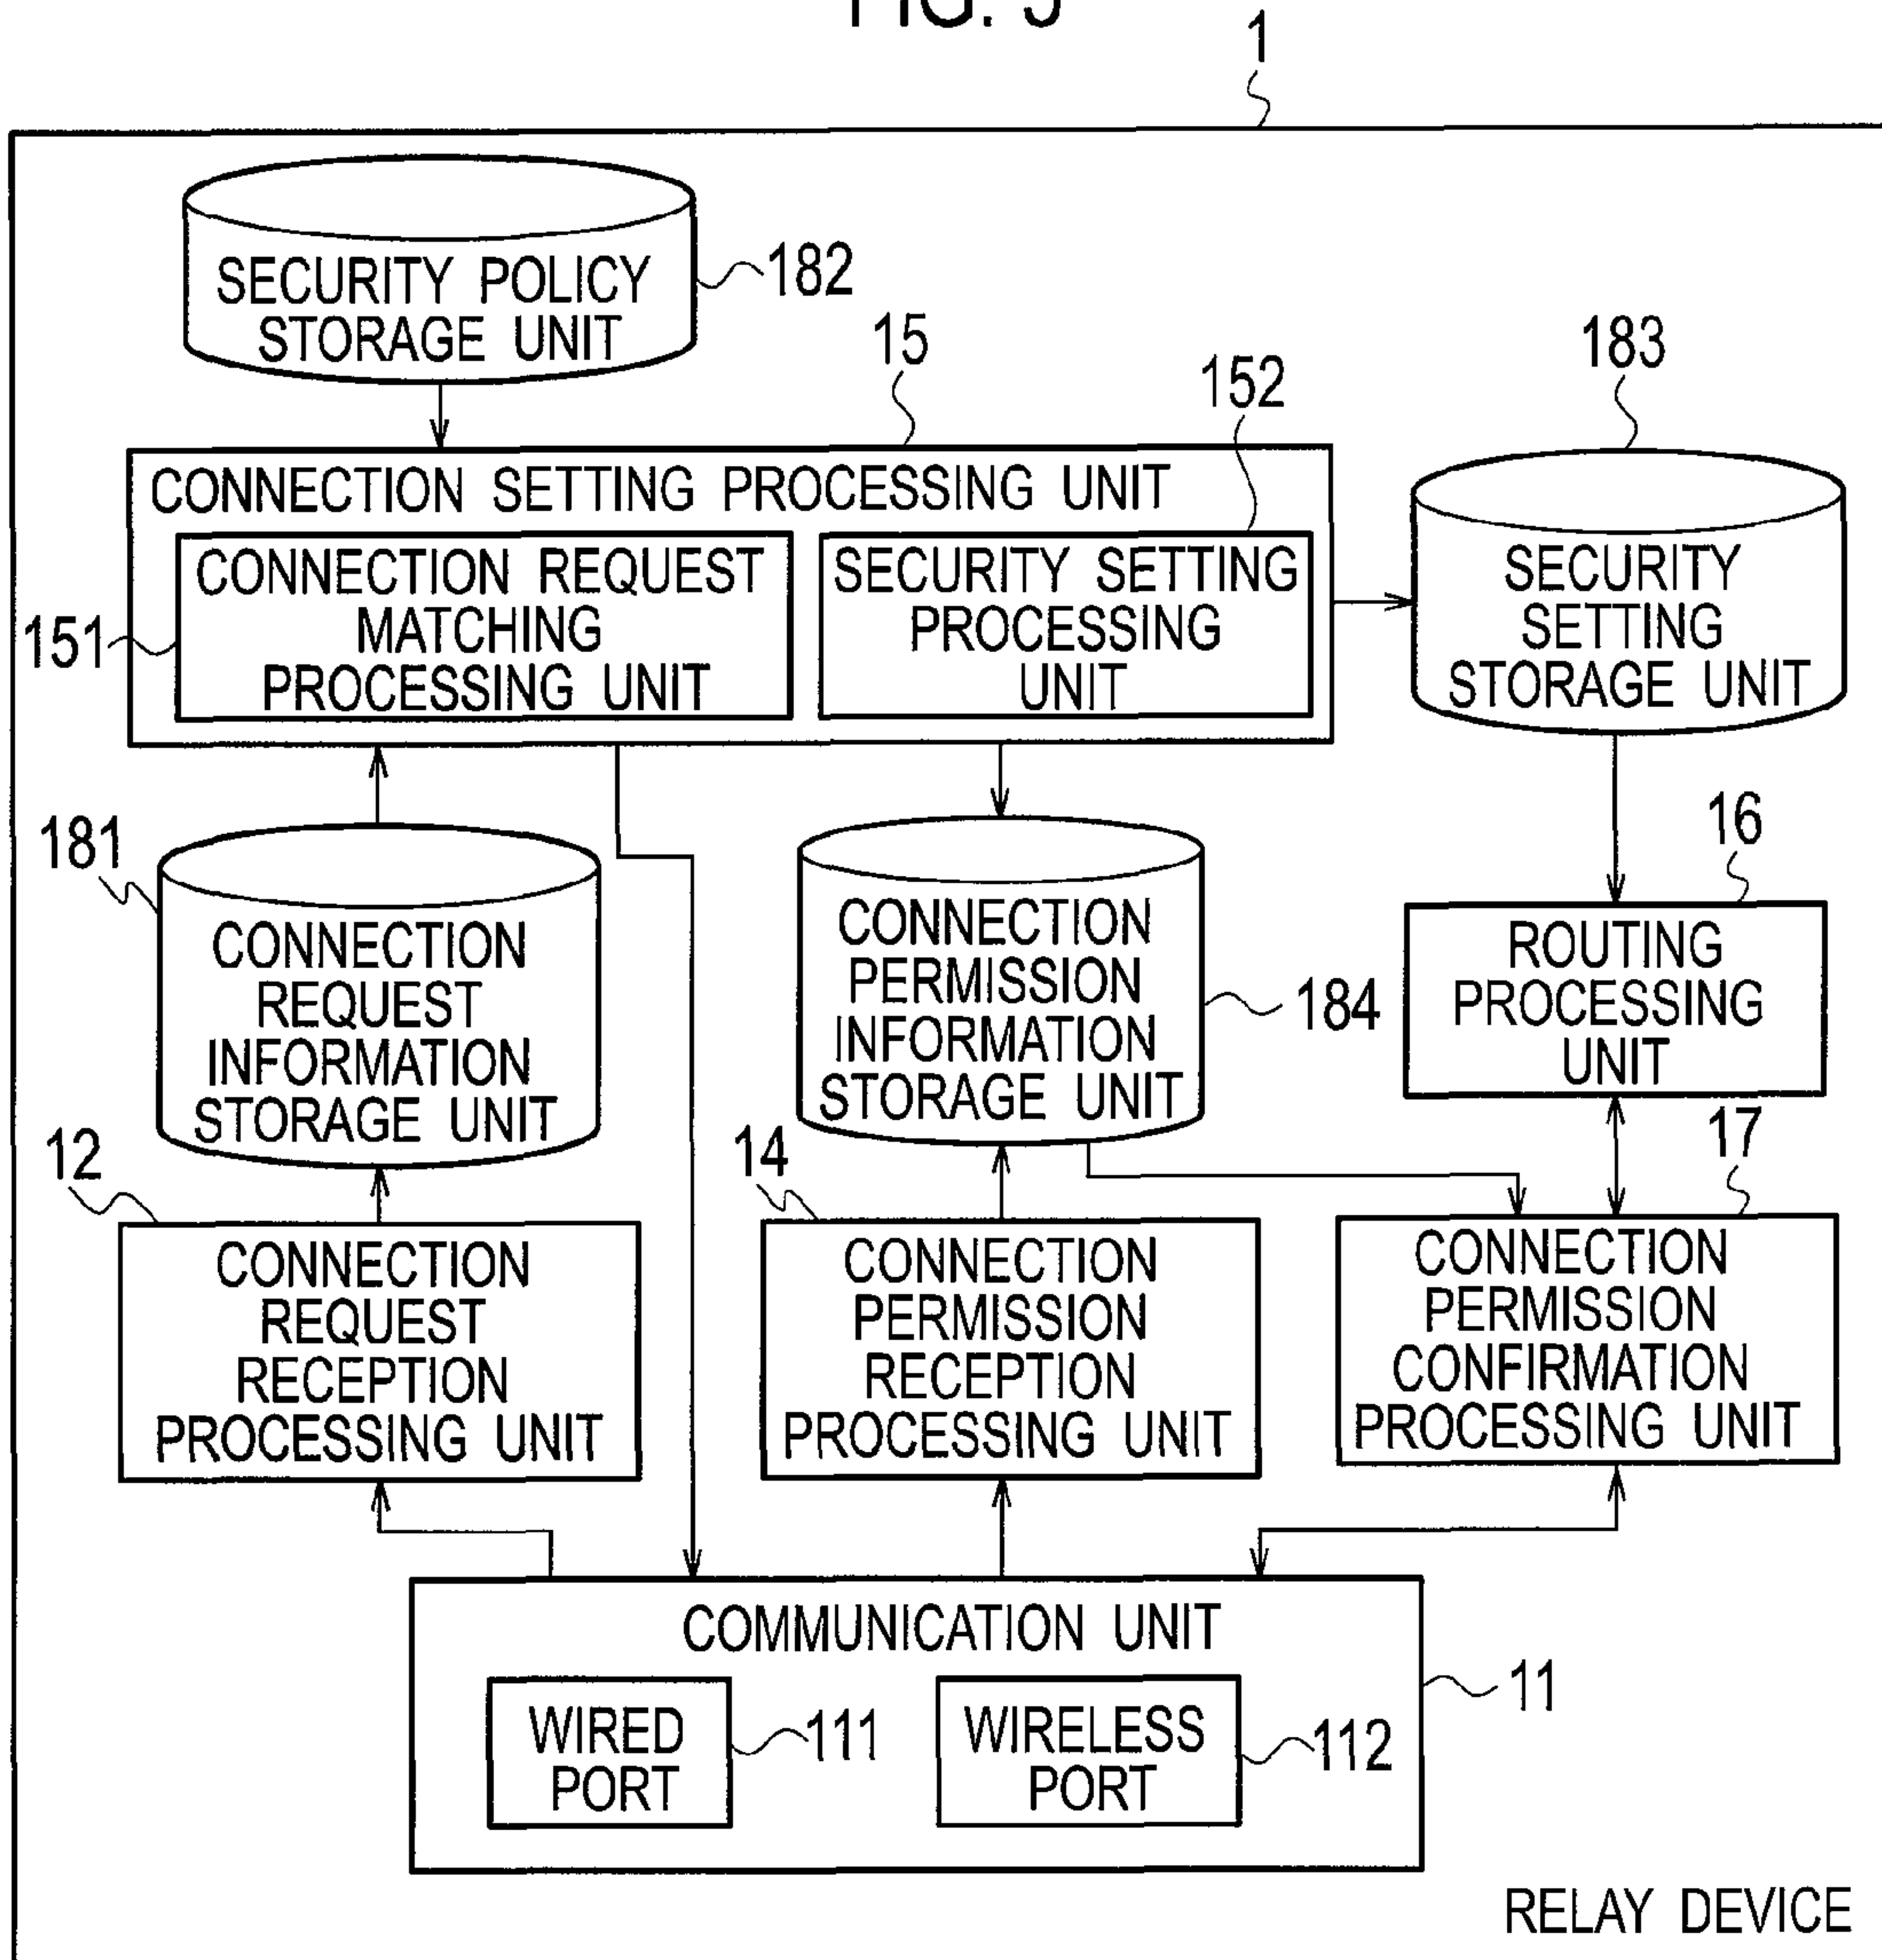 1
SECURITY POLICY
STORAGE UNIT
182
15
152
183
CONNECTION SETTING PROCESSING UNIT
CONNECTION REQUEST
MATCHING
PROCESSING UNIT
151
SECURITY SETTING
PROCESSING
UNIT
SECURITY
SETTING
STORAGE UNIT
181
CONNECTION
REQUEST
INFORMATION
STORAGE UNIT
CONNECTION
PERMISSION
INFORMATION
STORAGE UNIT
184
16
ROUTING
PROCESSING
UNIT
12
CONNECTION
REQUEST
RECEPTION
PROCESSING UNIT
14
CONNECTION
PERMISSION
RECEPTION
PROCESSING UNIT
17
CONNECTION
PERMISSION
CONFIRMATION
PROCESSING UNIT
COMMUNICATION UNIT
11
WIRED
PORT
111
WIRELESS
PORT
112
RELAY DEVICE